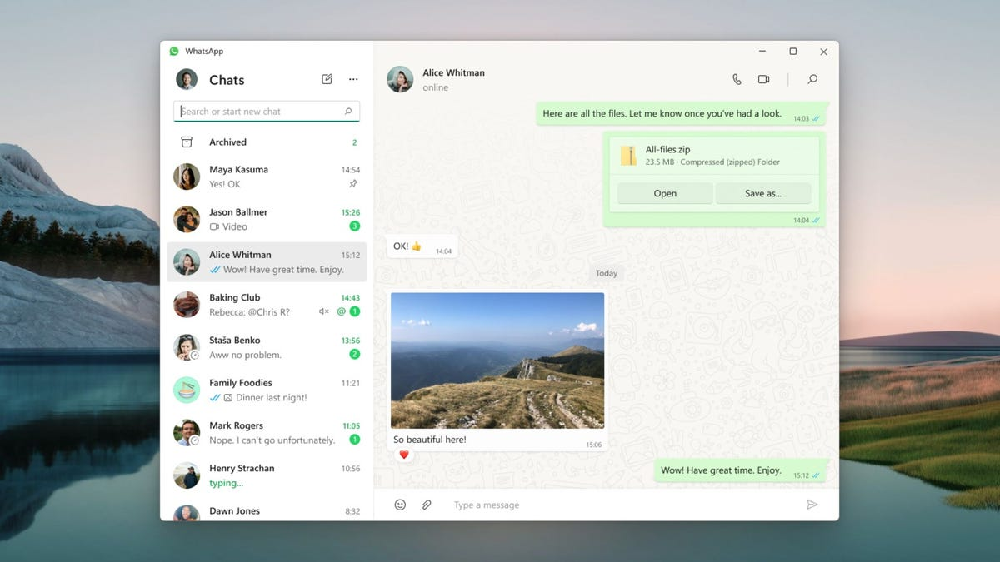 WhatsApp
Chats
Search or start new chat
Archived 2
Maya Kasuma 14:54
Yes! OK
Jason Ballmer 15:26
Video 3
Alice Whitman 15:12
Wow! Have great time. Enjoy.
Baking Club 14:43
Rebecca: @Chris R? @ 1
Staša Benko 13:56
Aww no problem. 2
Family Foodies 11:21
Dinner last night!
Mark Rogers 11:05
Nope. I can't go unfortunately. 1
Henry Strachan 10:56
typing...
Dawn Jones 8:32
Alice Whitman
online
Here are all the files. Let me know once you've had a look. 14:03
All-files.zip
23.5 MB · Compressed (zipped) Folder
Open Save as...
14:04
OK! 👍 14:04
Today
So beautiful here!
15:06
❤️
Wow! Have great time. Enjoy. 15:12
Type a message